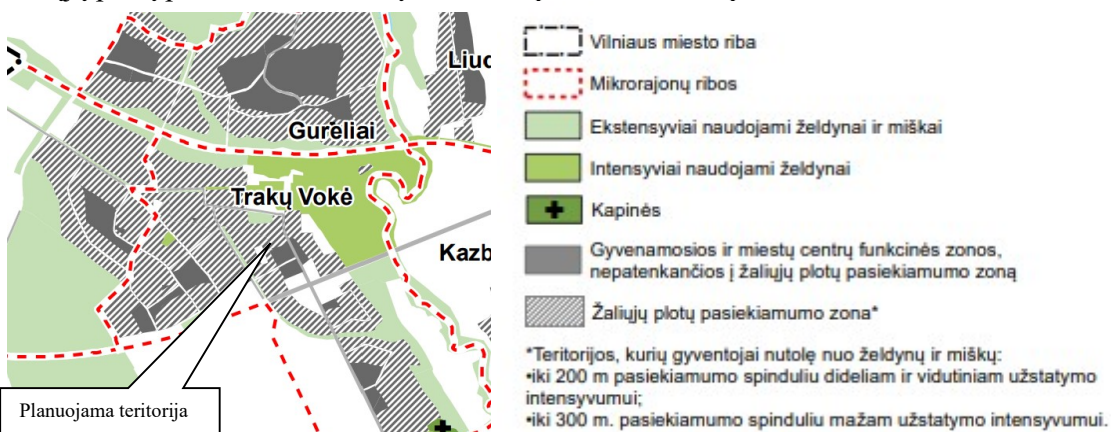 Liuc
Gurėliai
Trakų Vokė
Kazb
Planuojama teritorija
Vilniaus miesto riba
Mikrorajonų ribos
Ekstensyviai naudojami želdynai ir miškai
Intensyviai naudojami želdynai
Kapinės
Gyvenamosios ir miestų centrų funkcinės zonos,
nepatenkančios į žaliųjų plotų pasiekiamumo zoną
Žaliųjų plotų pasiekiamumo zona*
*Teritorijos, kurių gyventojai nutolę nuo želdynų ir miškų:
•iki 200 m pasiekiamumo spinduliu dideliam ir vidutiniam užstatymo
intensyvumui;
•iki 300 m. pasiekiamumo spinduliu mažam užstatymo intensyvumui.